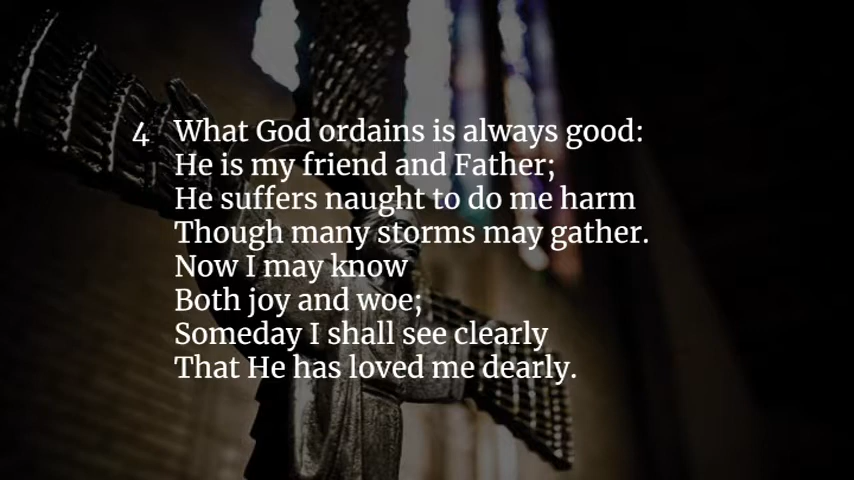 4 What God ordains is always good:
He is my friend and Father;
He suffers naught to do me harm
Though many storms may gather.
Now I may know
Both joy and woe;
Someday I shall see clearly
That He has loved me dearly.